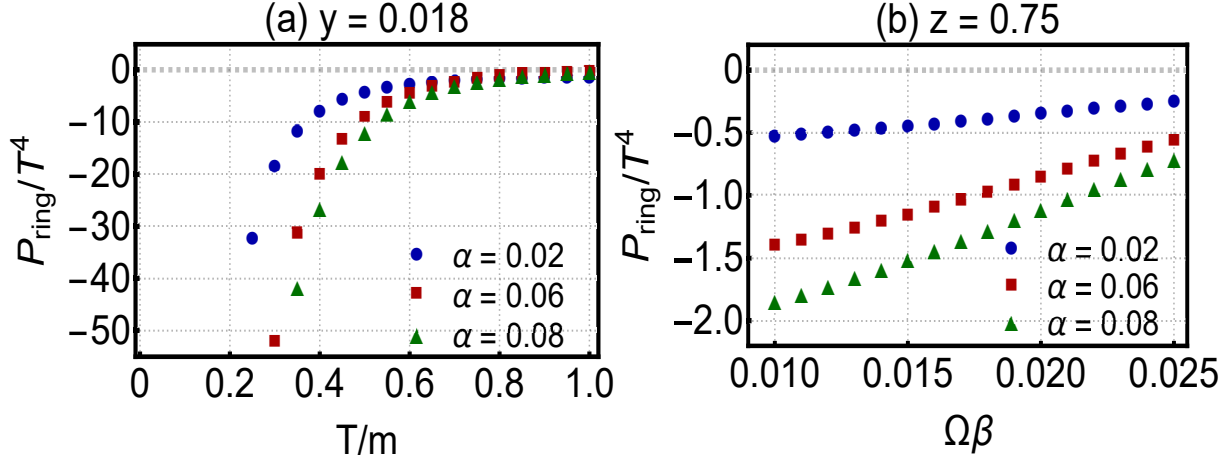 (a) y = 0.018
P_ring/T^4
0
−10
−20
−30
−40
−50
α = 0.02
α = 0.06
α = 0.08
0 0.2 0.4 0.6 0.8 1.0
T/m
(b) z = 0.75
P_ring/T^4
0
−0.5
−1.0
−1.5
−2.0
α = 0.02
α = 0.06
α = 0.08
0.010 0.015 0.020 0.025
Ωβ